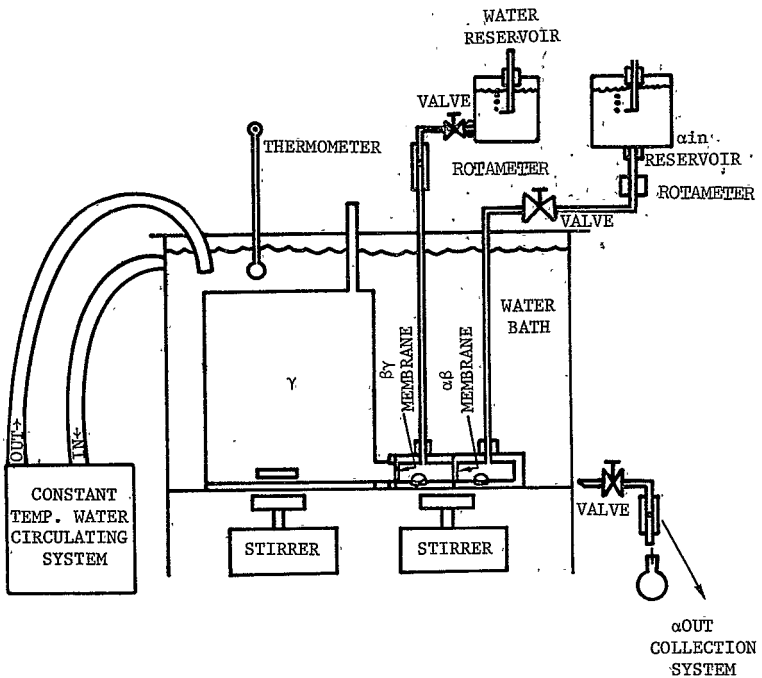 WATER
RESERVOIR
VALVE
THERMOMETER
ROTAMETER
αin
RESERVOIR
ROTAMETER
VALVE
WATER
BATH
βγ
MEMBRANE
αβ
MEMBRANE
γ
OUT→
IN←
CONSTANT
TEMP. WATER
CIRCULATING
SYSTEM
STIRRER
STIRRER
VALVE
αOUT
COLLECTION
SYSTEM